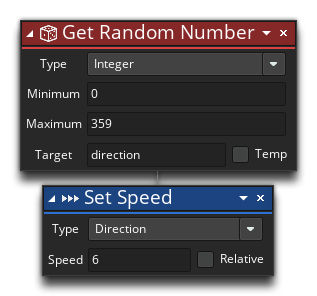 Get Random Number
Type Integer
Minimum 0
Maximum 359
Target direction Temp
Set Speed
Type Direction
Speed 6 Relative